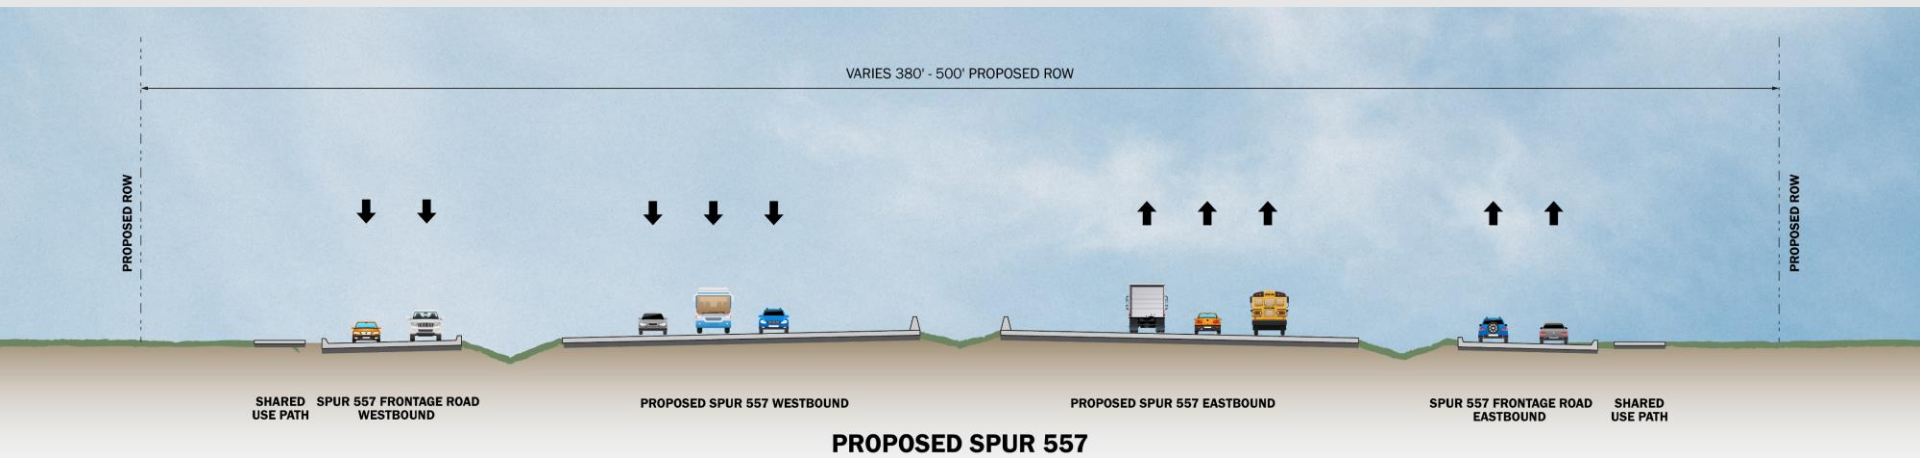 VARIES 380' - 500' PROPOSED ROW
PROPOSED ROW
PROPOSED ROW
SHARED
USE PATH
SPUR 557 FRONTAGE ROAD
WESTBOUND
PROPOSED SPUR 557 WESTBOUND
PROPOSED SPUR 557 EASTBOUND
SPUR 557 FRONTAGE ROAD
EASTBOUND
SHARED
USE PATH
PROPOSED SPUR 557